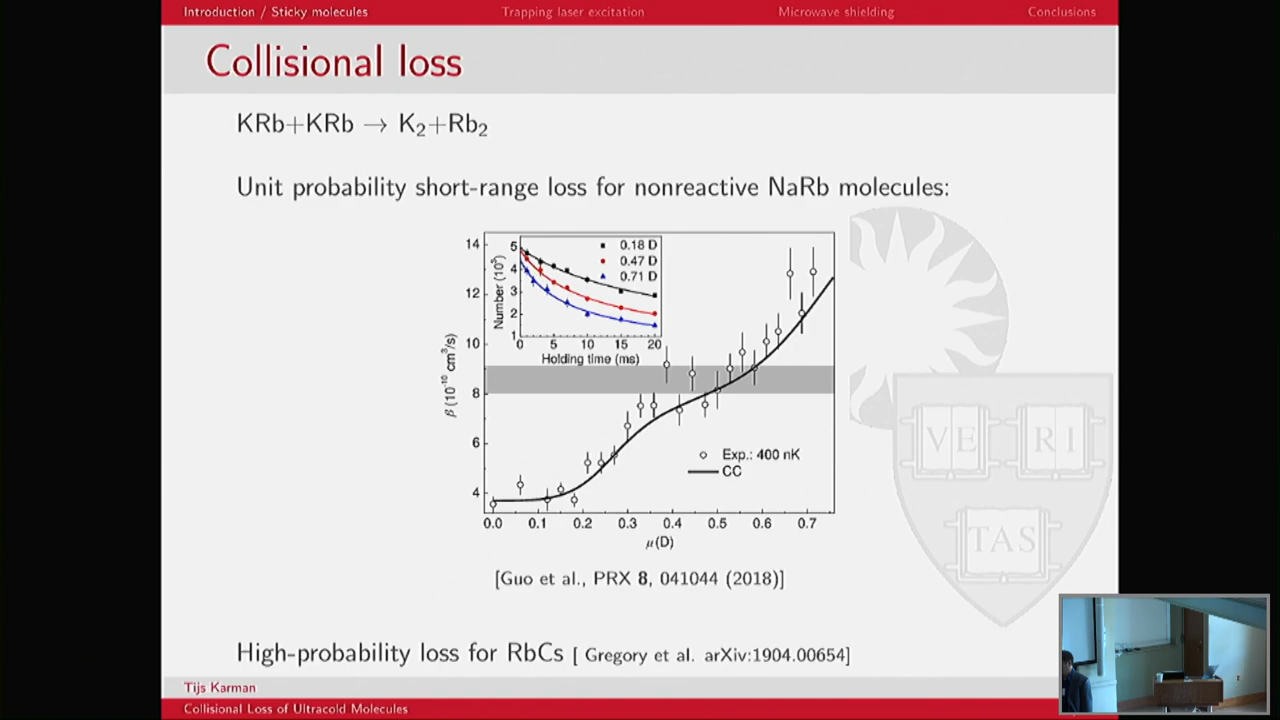 Introduction / Sticky molecules Trapping laser excitation Microwave shielding Conclusions
Collisional loss
KRb+KRb → K₂+Rb₂
Unit probability short-range loss for nonreactive NaRb molecules:
14
12
10
8
6
4
β (10⁻¹⁰ cm³/s)
5
4
3
2
1
Number (10³)
0.18 D
0.47 D
0.71 D
0 5 10 15 20
Holding time (ms)
Exp.: 400 nK
CC
0.0 0.1 0.2 0.3 0.4 0.5 0.6 0.7
μ(D)
VE RI
TAS
[Guo et al., PRX 8, 041044 (2018)]
High-probability loss for RbCs [ Gregory et al. arXiv:1904.00654]
Tijs Karman
Collisional Loss of Ultracold Molecules